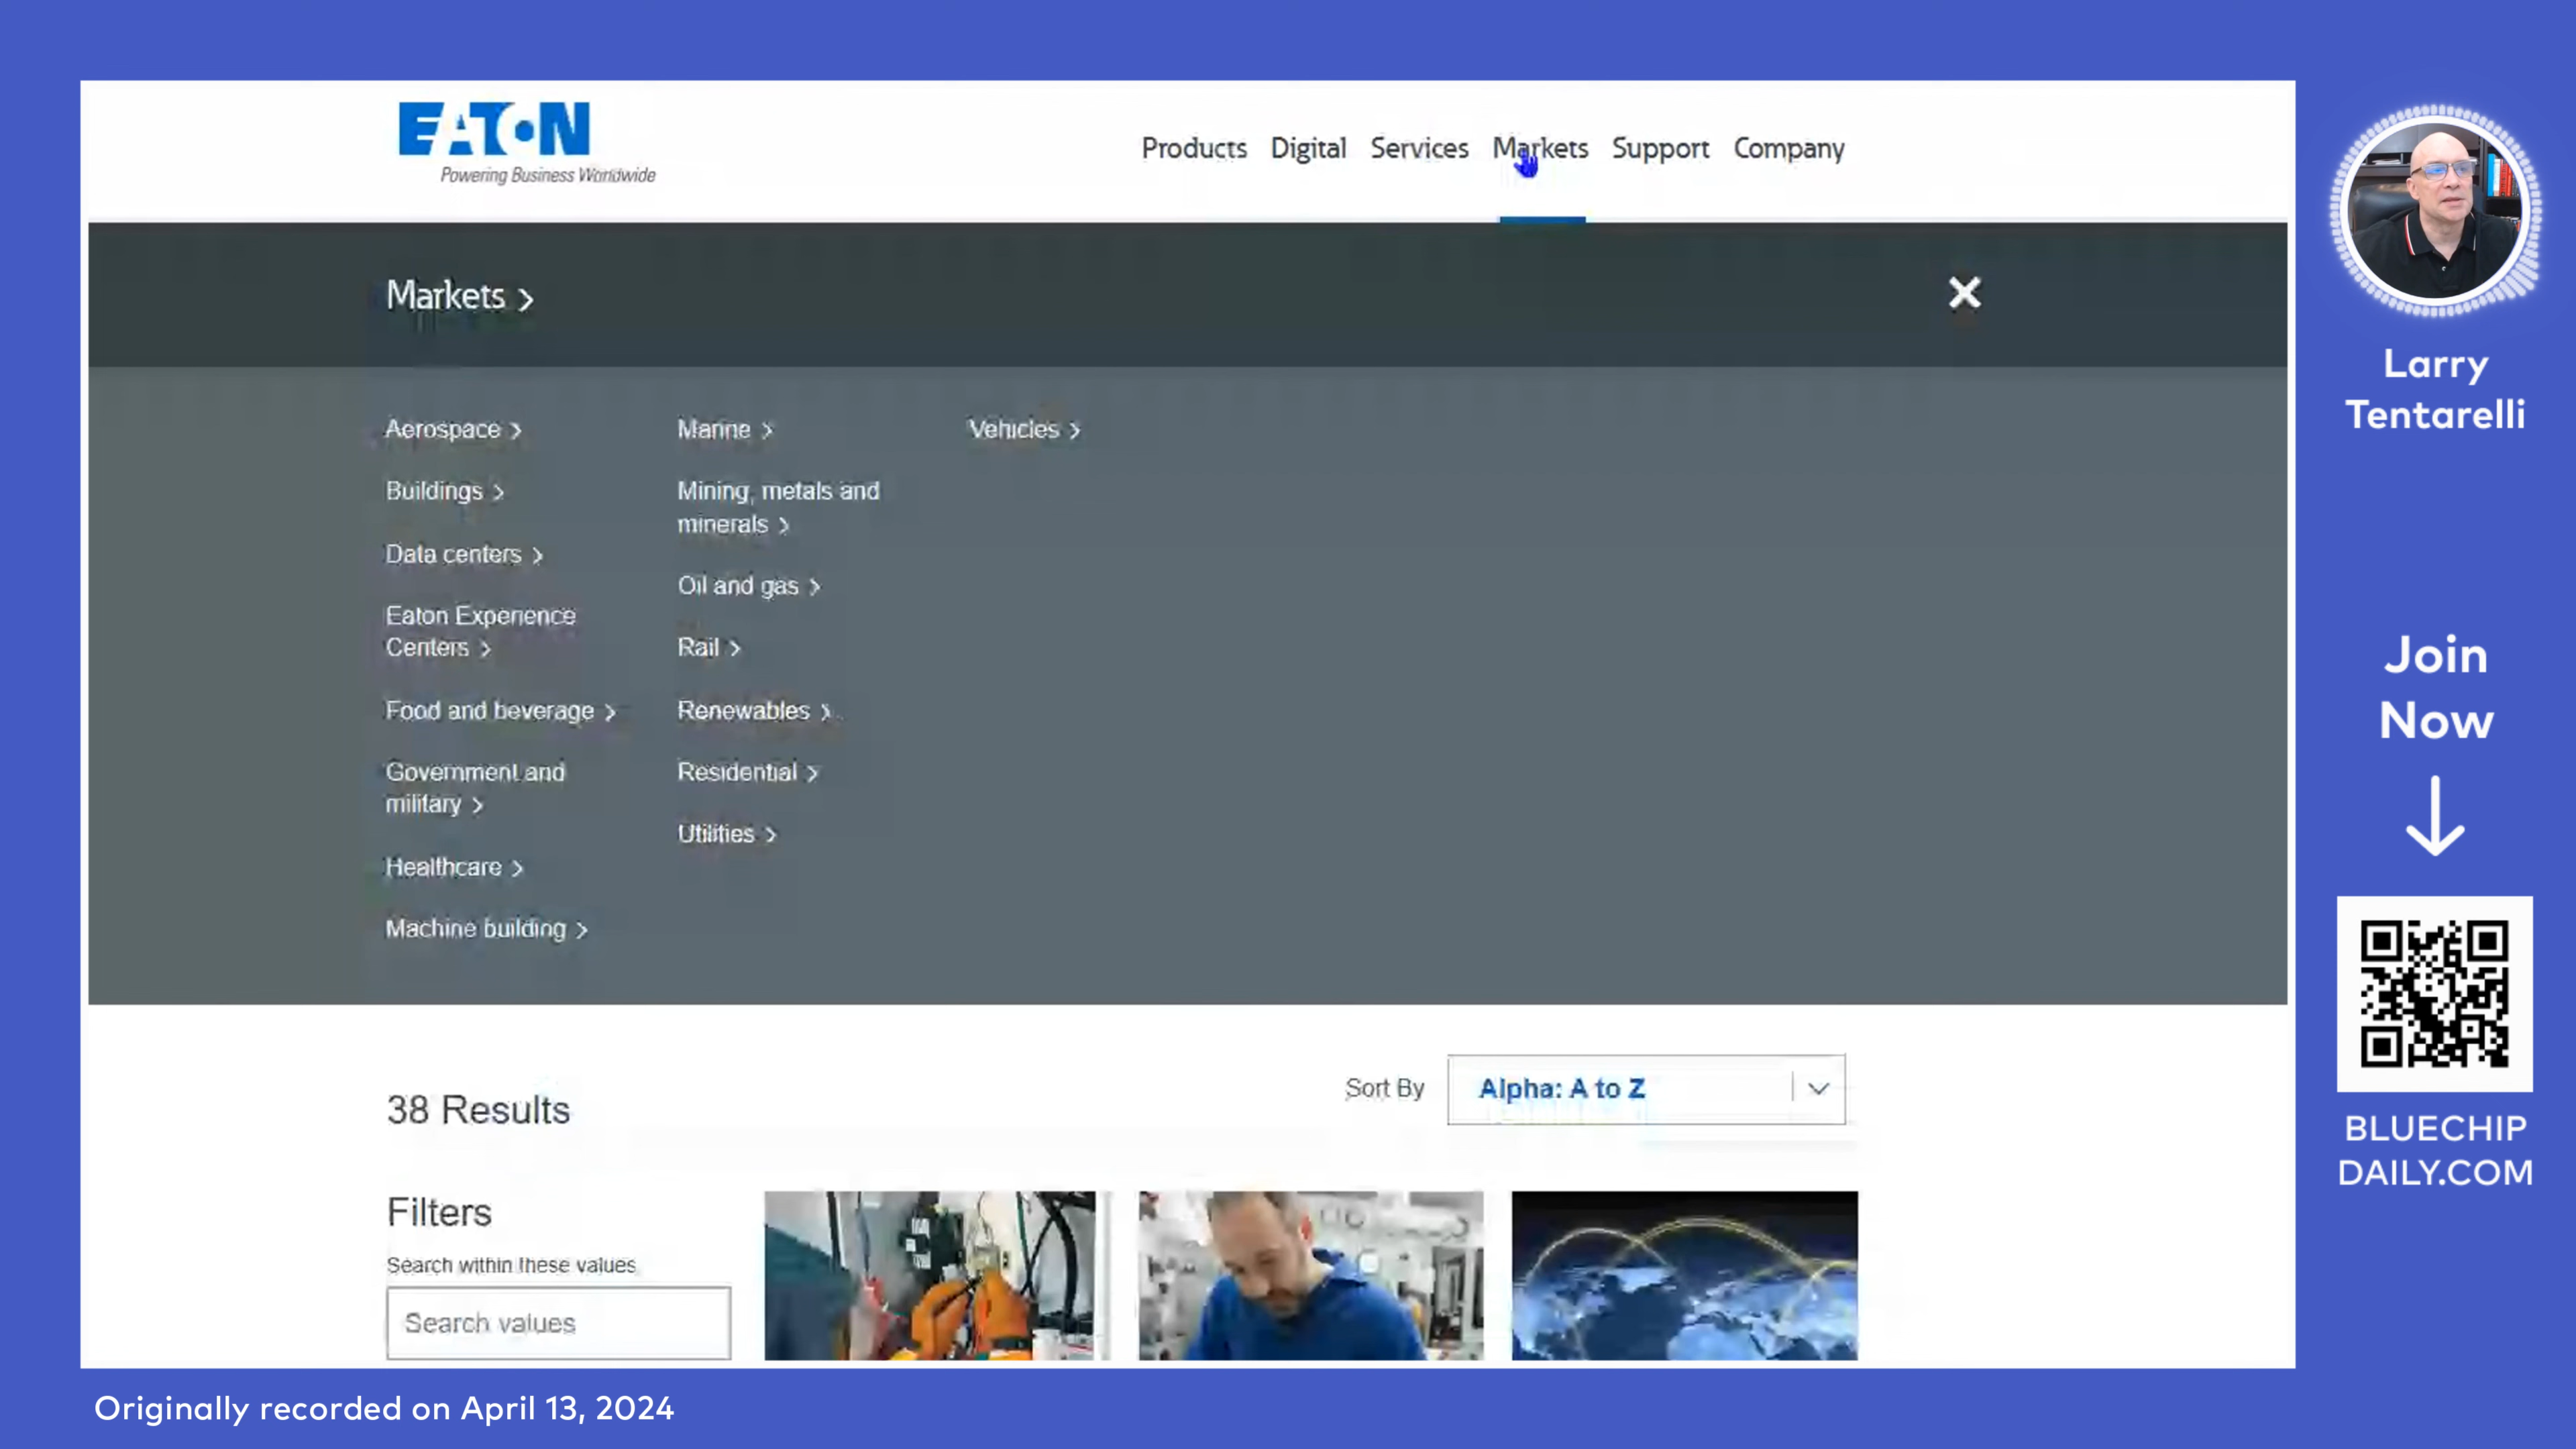 EATON
Powering Business Worldwide
Products Digital Services Markets Support Company
Markets >
Aerospace >
Buildings >
Data centers >
Eaton Experience
Centers >
Food and beverage >
Government and
military >
Healthcare >
Machine building >
Marine >
Mining, metals and
minerals >
Oil and gas >
Rail >
Renewables >
Residential >
Utilities >
Vehicles >
38 Results
Sort By
Alpha: A to Z
Filters
Search within these values
Search values
Originally recorded on April 13, 2024
Larry
Tentarelli
Join
Now
BLUECHIP
DAILY.COM